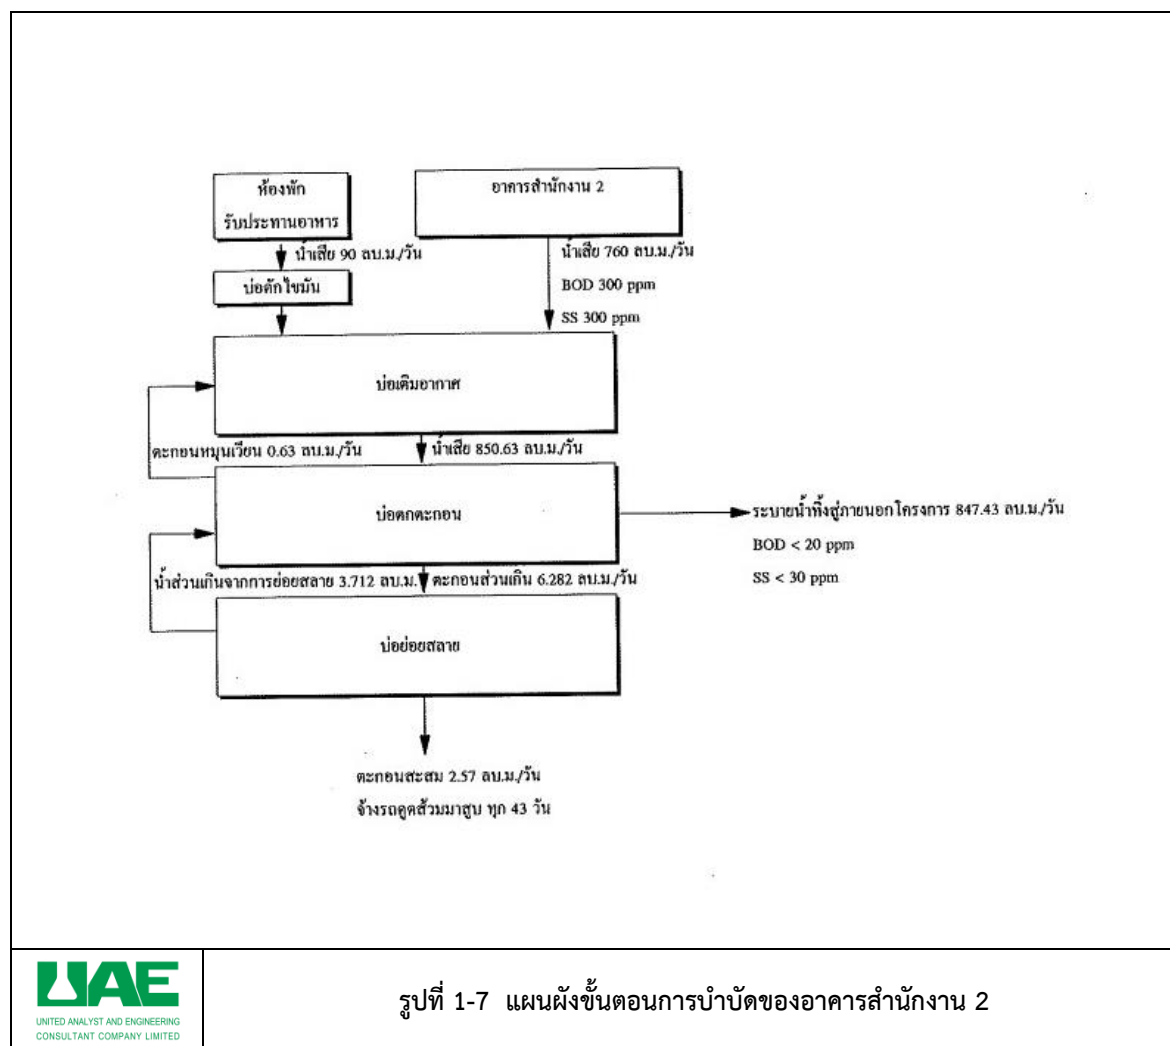 ห้องพัก
รับประทานอาหาร
อาคารสำนักงาน 2
น้ำเสีย 90 ลบ.ม./วัน
น้ำเสีย 760 ลบ.ม./วัน
BOD 300 ppm
SS 300 ppm
บ่อดักไขมัน
บ่อเติมอากาศ
ตะกอนหมุนเวียน 0.63 ลบ.ม./วัน
น้ำเสีย 850.63 ลบ.ม./วัน
บ่อตกตะกอน
ระบายน้ำทิ้งสู่ภายนอกโครงการ 847.43 ลบ.ม./วัน
BOD < 20 ppm
SS < 30 ppm
น้ำส่วนเกินจากการย่อยสลาย 3.712 ลบ.ม.
ตะกอนส่วนเกิน 6.282 ลบ.ม./วัน
บ่อย่อยสลาย
ตะกอนสะสม 2.57 ลบ.ม./วัน
จ้างรถดูดส้วมมาสูบ ทุก 43 วัน
UAE
UNITED ANALYST AND ENGINEERING
CONSULTANT COMPANY LIMITED
รูปที่ 1-7 แผนผังขั้นตอนการบำบัดของอาคารสำนักงาน 2